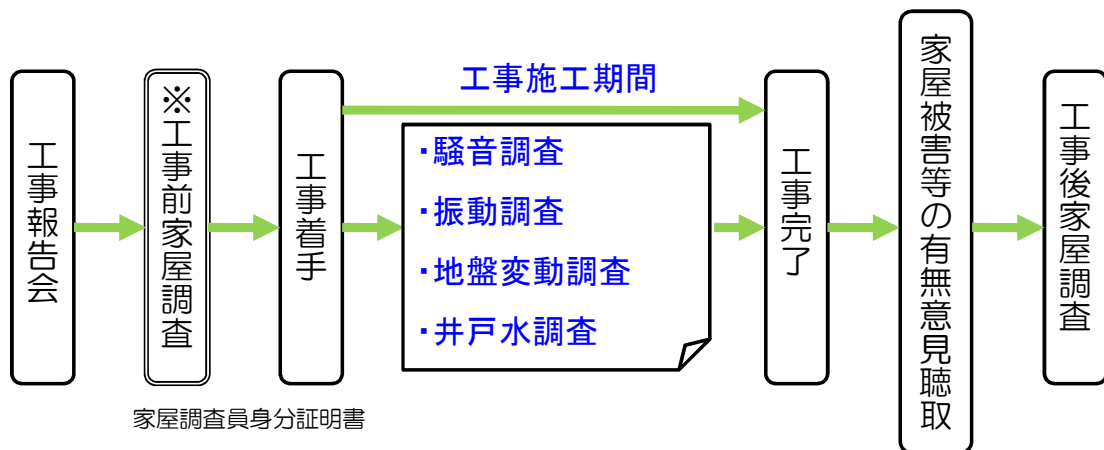 工事報告会
※工事前家屋調査
家屋調査員身分証明書
工事着手
工事施工期間
・騒音調査
・振動調査
・地盤変動調査
・井戸水調査
工事完了
家屋被害等の有無意見聴取
工事後家屋調査